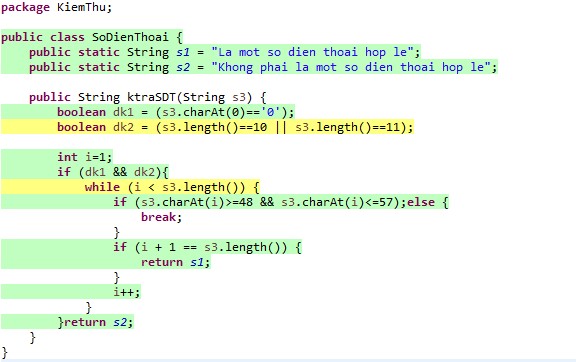 package KiemThu;
public class SoDienThoai {
public static String s1 = "La mot so dien thoai hop le";
public static String s2 = "Khong phai la mot so dien thoai hop le";
public String ktraSDT(String s3) {
boolean dk1 = (s3.charAt(0)=='0');
boolean dk2 = (s3.length()==10 || s3.length()==11);
int i=1;
if (dk1 && dk2){
while (i < s3.length()) {
if (s3.charAt(i)>=48 && s3.charAt(i)<=57);else {
break;
}
if (i + 1 == s3.length()) {
return s1;
}
i++;
}
}return s2;
}
}